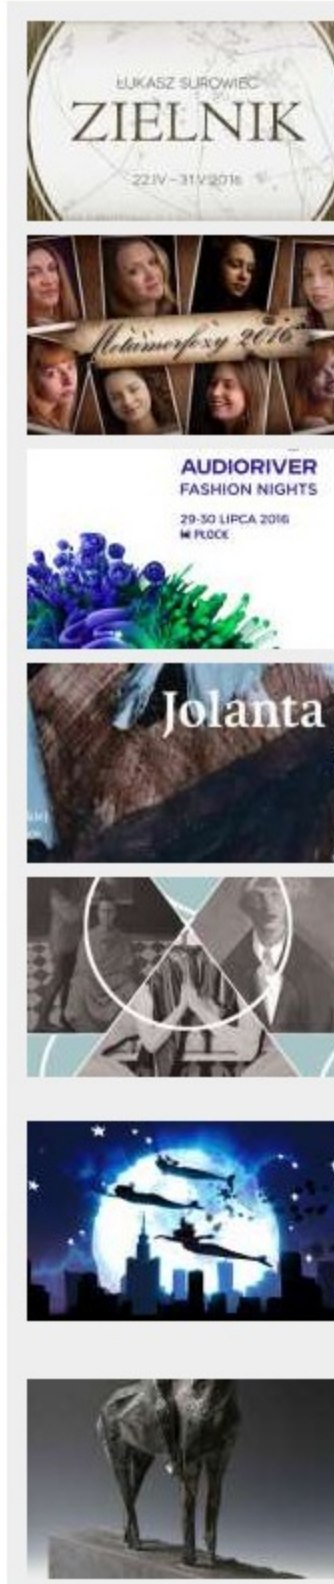 ŁUKASZ SUROWIEC
ZIELNIK
22.IV – 31.V.2016
Metamorfozy 2016
AUDIORIVER
FASHION NIGHTS
29-30 LIPCA 2016
PŁOCK
Jolanta